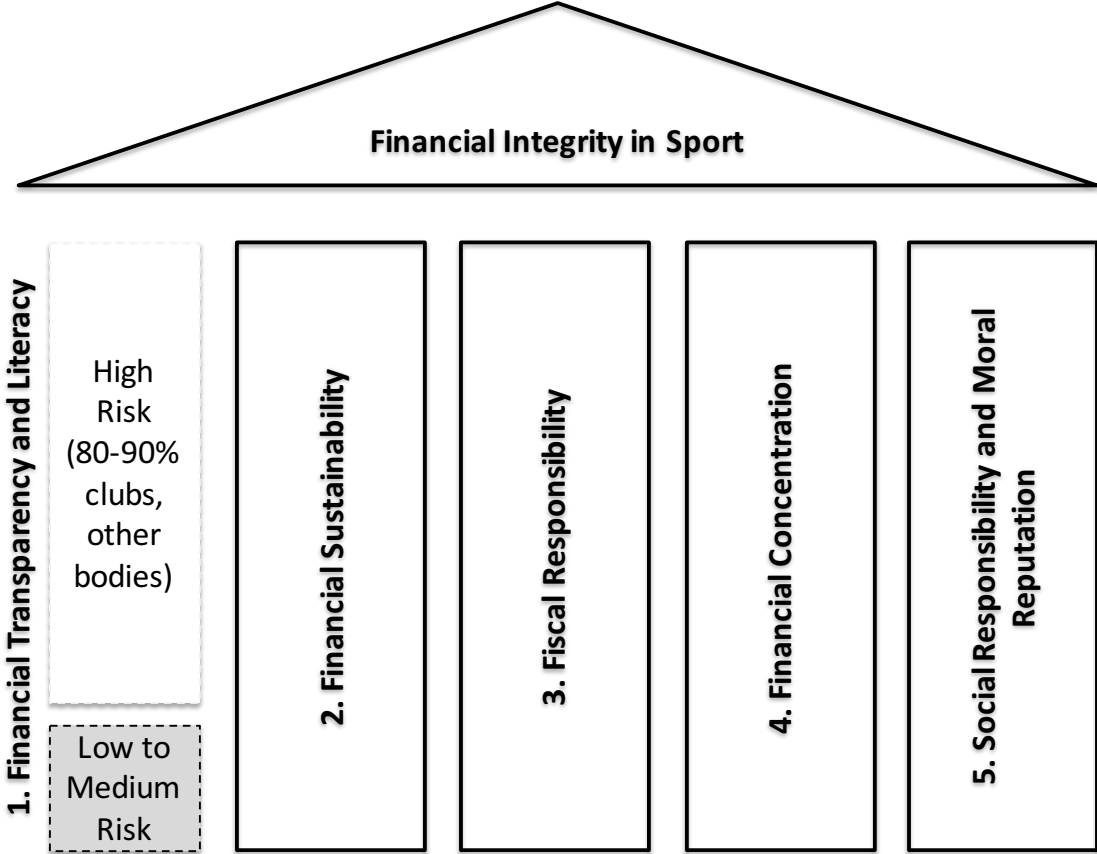 Financial Integrity in Sport
1. Financial Transparency and Literacy
High
Risk
(80-90%
clubs,
other
bodies)
Low to
Medium
Risk
2. Financial Sustainability
3. Fiscal Responsibility
4. Financial Concentration
5. Social Responsibility and Moral
Reputation